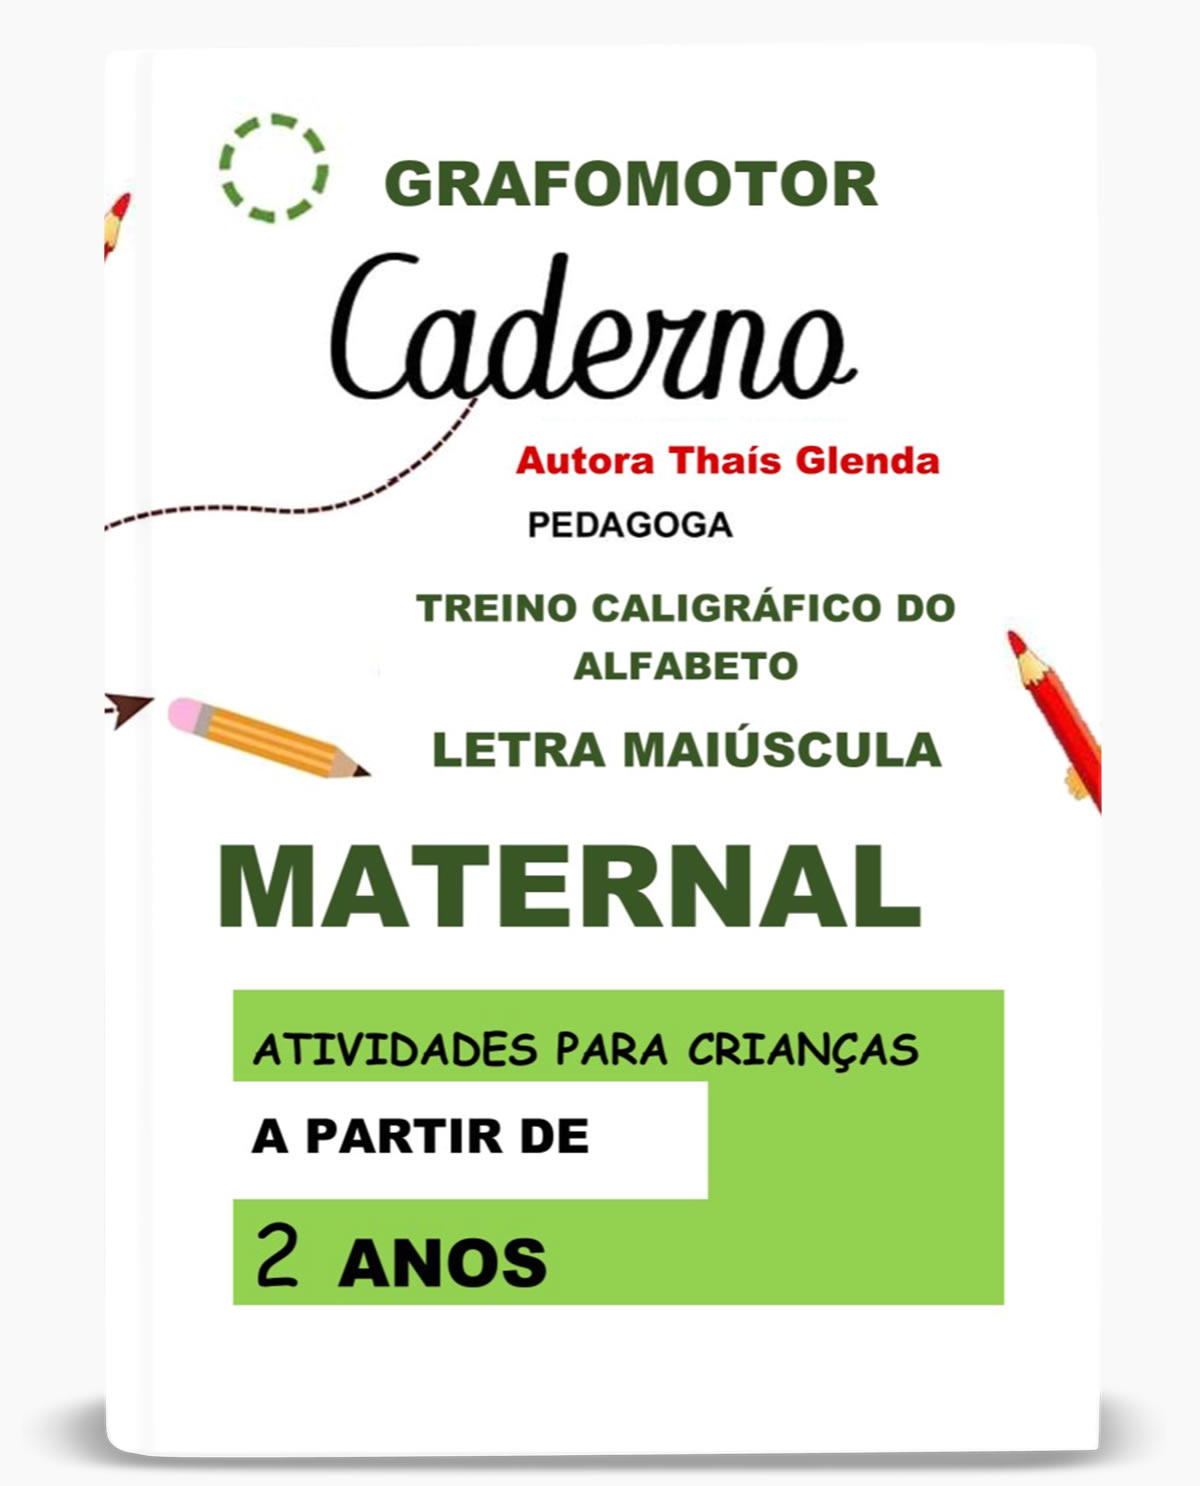 GRAFOMOTOR
Caderno
Autora Thaís Glenda
PEDAGOGA
TREINO CALIGRÁFICO DO
ALFABETO
LETRA MAIÚSCULA
MATERNAL
ATIVIDADES PARA CRIANÇAS
A PARTIR DE
2 ANOS